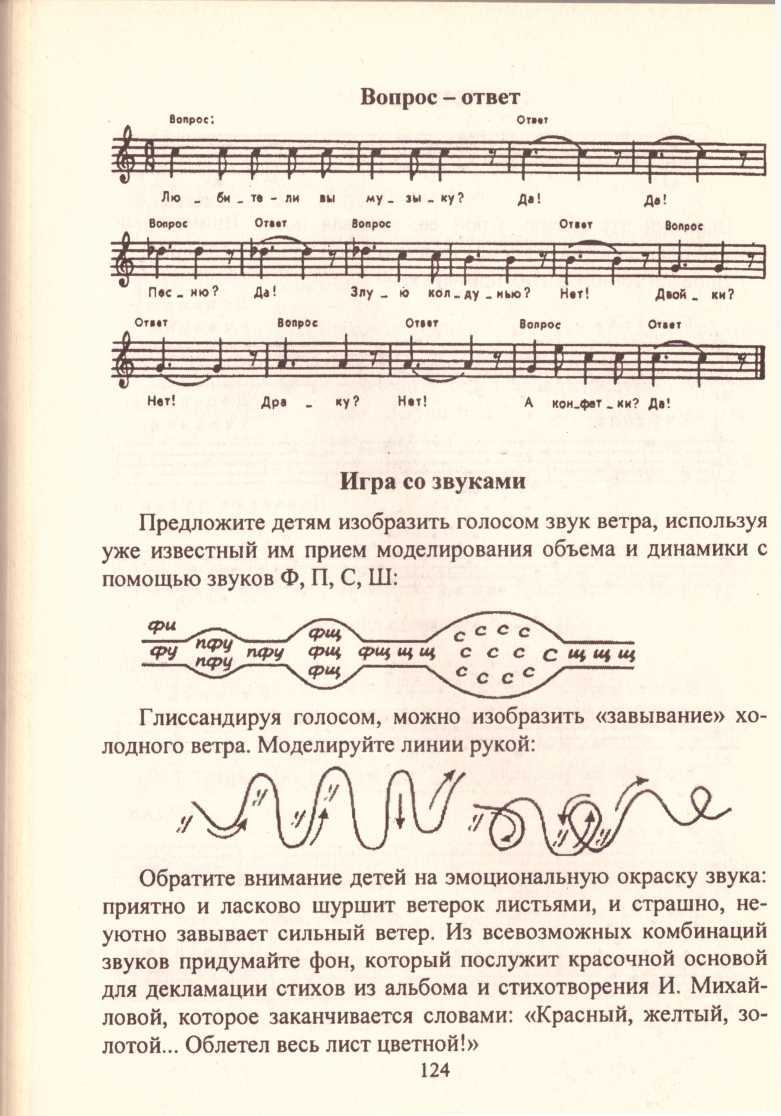 Вопрос – ответ
Вопрос: Ответ
Лю _ би _ те - ли вы му _ зы _ ку? Да! Да!
Вопрос Ответ Вопрос Ответ Вопрос
Пес _ ню? Да! Злу _ ю кол _ ду _ нью? Нет! Двой _ ки?
Ответ Вопрос Ответ Вопрос Ответ
Нет! Дра _ ку? Нет! А кон _ фет _ ки? Да!
Игра со звуками
Предложите детям изобразить голосом звук ветра, используя
уже известный им прием моделирования объема и динамики с
помощью звуков Ф, П, С, Ш:
фи пфу фщ с с с с
фу пфу фщ фщ щ щ с с с с щ щ щ
пфу фщ с с с с
Глиссандируя голосом, можно изобразить «завывание» хо-
лодного ветра. Моделируйте линии рукой:
у у у у у у у
Обратите внимание детей на эмоциональную окраску звука:
приятно и ласково шуршит ветерок листьями, и страшно, не-
уютно завывает сильный ветер. Из всевозможных комбинаций
звуков придумайте фон, который послужит красочной основой
для декламации стихов из альбома и стихотворения И. Михай-
ловой, которое заканчивается словами: «Красный, желтый, зо-
лотой... Облетел весь лист цветной!»
124